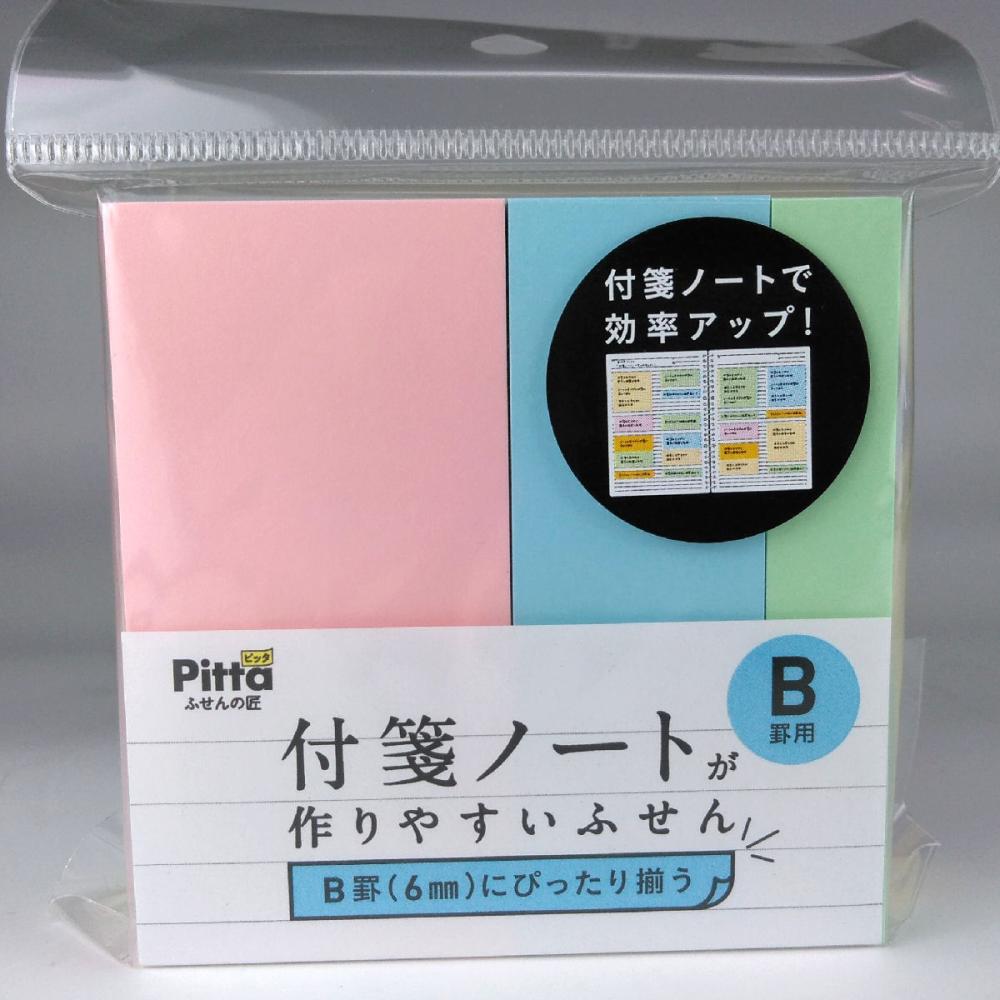 付箋ノートで
効率アップ！
Pitta
ピッタ
ふせんの匠
B
罫用
付箋ノートが
作りやすいふせん
B罫(6㎜)にぴったり揃う